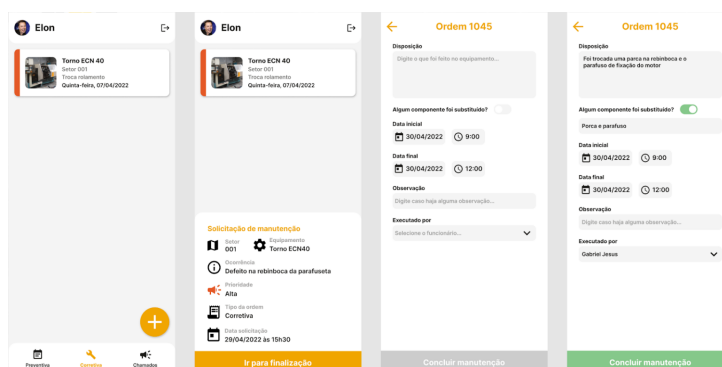 Elon
Torno ECN 40
Setor 001
Troca rolamento
Quinta-feira, 07/04/2022
Preventiva
Corretiva
Chamados
Elon
Torno ECN 40
Setor 001
Troca rolamento
Quinta-feira, 07/04/2022
Solicitação de manutenção
Setor
001
Equipamento
Torno ECN40
Ocorrência
Defeito na rebinboca da parafuseta
Prioridade
Alta
Tipo da ordem
Corretiva
Data solicitação
29/04/2022 às 15h30
Ir para finalização
Ordem 1045
Disposição
Digite o que foi feito no equipamento...
Algum componente foi substituído?
Data inicial
30/04/2022 9:00
Data final
30/04/2022 12:00
Observação
Digite caso haja alguma observação...
Executado por
Selecione o funcionário...
Concluir manutenção
Ordem 1045
Disposição
Foi trocada uma parca na robinboca e o
parafuso de fixação do motor
Algum componente foi substituído?
Porca e parafuso
Data inicial
30/04/2022 9:00
Data final
30/04/2022 12:00
Observação
Digite caso haja alguma observação...
Executado por
Gabriel Jesus
Concluir manutenção